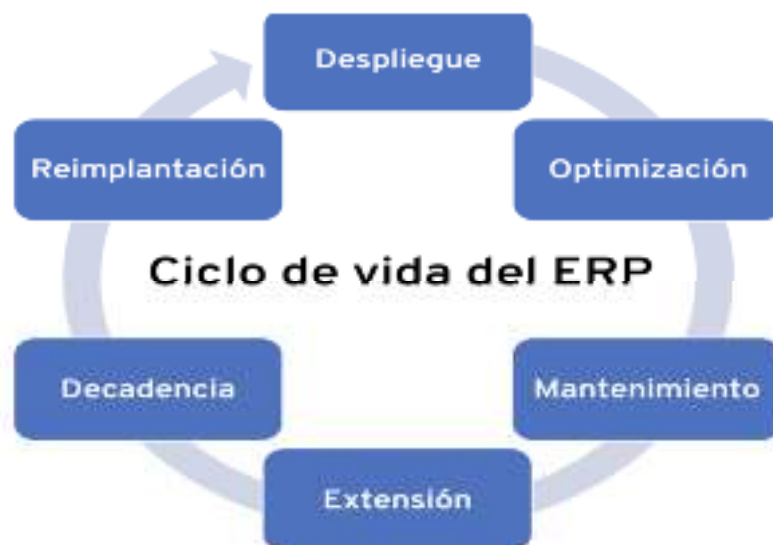 Despliegue
Optimización
Mantenimiento
Extensión
Decadencia
Reimplantación
Ciclo de vida del ERP